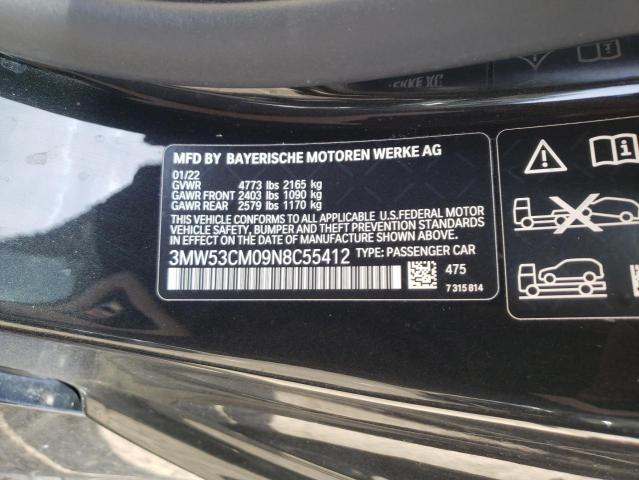 MFD BY BAYERISCHE MOTOREN WERKE AG
01/22
GVWR 4773 lbs 2165 kg
GAWR FRONT 2403 lbs 1090 kg
GAWR REAR 2579 lbs 1170 kg
THIS VEHICLE CONFORMS TO ALL APPLICABLE U.S.FEDERAL MOTOR
VEHICLE SAFETY, BUMPER, AND THEFT PREVENTION STANDARDS
IN EFFECT ON THE DATE OF MANUFACTURE SHOWN ABOVE.
3MW53CM09N8C55412 TYPE: PASSENGER CAR
475
7 315 814